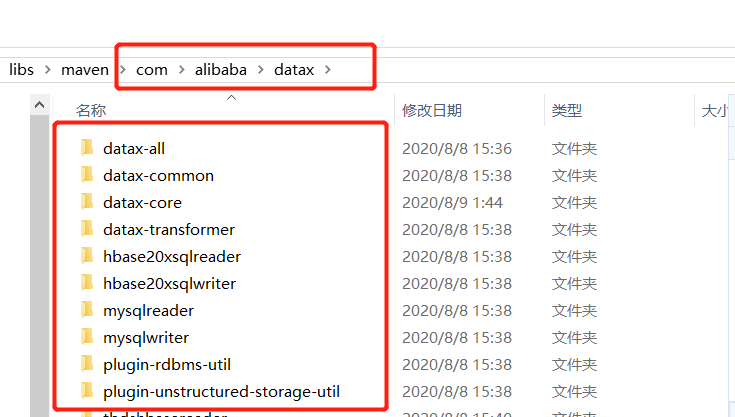 libs > maven > com > alibaba > datax >
名称 修改日期 类型 大小
datax-all 2020/8/8 15:36 文件夹
datax-common 2020/8/8 15:38 文件夹
datax-core 2020/8/9 1:44 文件夹
datax-transformer 2020/8/8 15:38 文件夹
hbase20xsqlreader 2020/8/8 15:38 文件夹
hbase20xsqlwriter 2020/8/8 15:38 文件夹
mysqlreader 2020/8/8 15:38 文件夹
mysqlwriter 2020/8/8 15:38 文件夹
plugin-rdbms-util 2020/8/8 15:38 文件夹
plugin-unstructured-storage-util 2020/8/8 15:38 文件夹